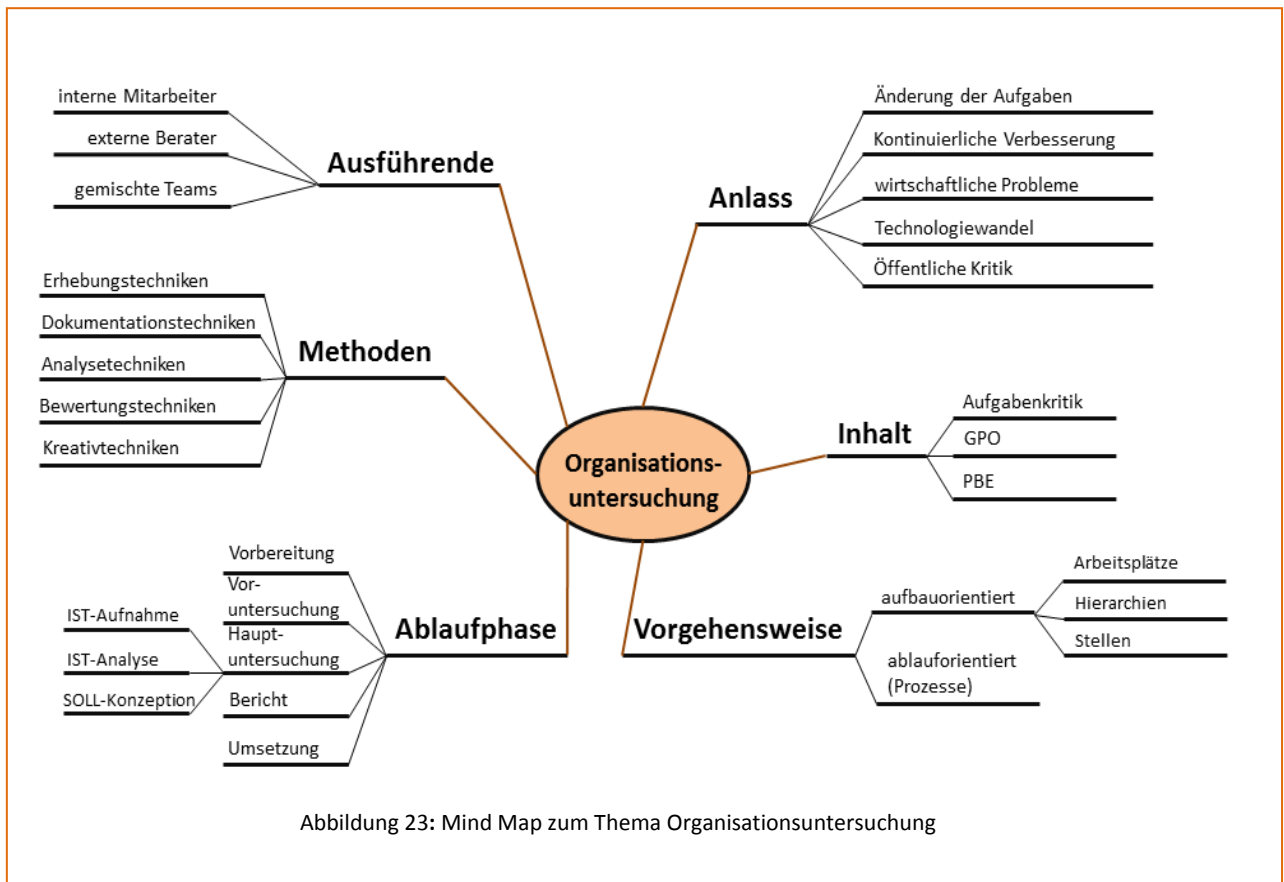 interne Mitarbeiter
externe Berater
gemischte Teams
Ausführende
Erhebungstechniken
Dokumentationstechniken
Analysetechniken
Bewertungstechniken
Kreativtechniken
Methoden
Vorbereitung
Vor-
untersuchung
Haupt-
untersuchung
Bericht
Umsetzung
IST-Aufnahme
IST-Analyse
SOLL-Konzeption
Ablaufphase
Organisations-
untersuchung
Anlass
Änderung der Aufgaben
Kontinuierliche Verbesserung
wirtschaftliche Probleme
Technologiewandel
Öffentliche Kritik
Inhalt
Aufgabenkritik
GPO
PBE
Vorgehensweise
aufbauorientiert
Arbeitsplätze
Hierarchien
Stellen
ablauforientiert
(Prozesse)
Abbildung 23: Mind Map zum Thema Organisationsuntersuchung